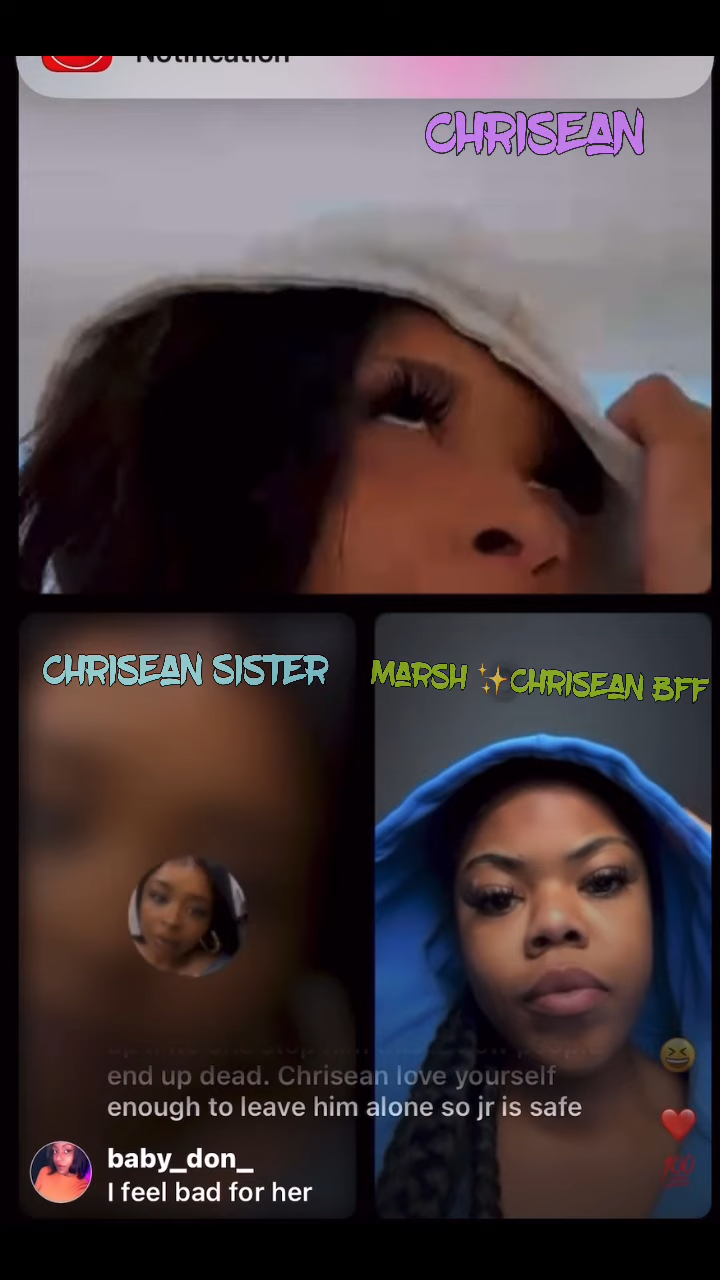 Notification
CHRISEAN
CHRISEAN SISTER
MARSH ✨CHRISEAN BFF
end up dead. Chrisean love yourself
enough to leave him alone so jr is safe
baby_don_
I feel bad for her
💯